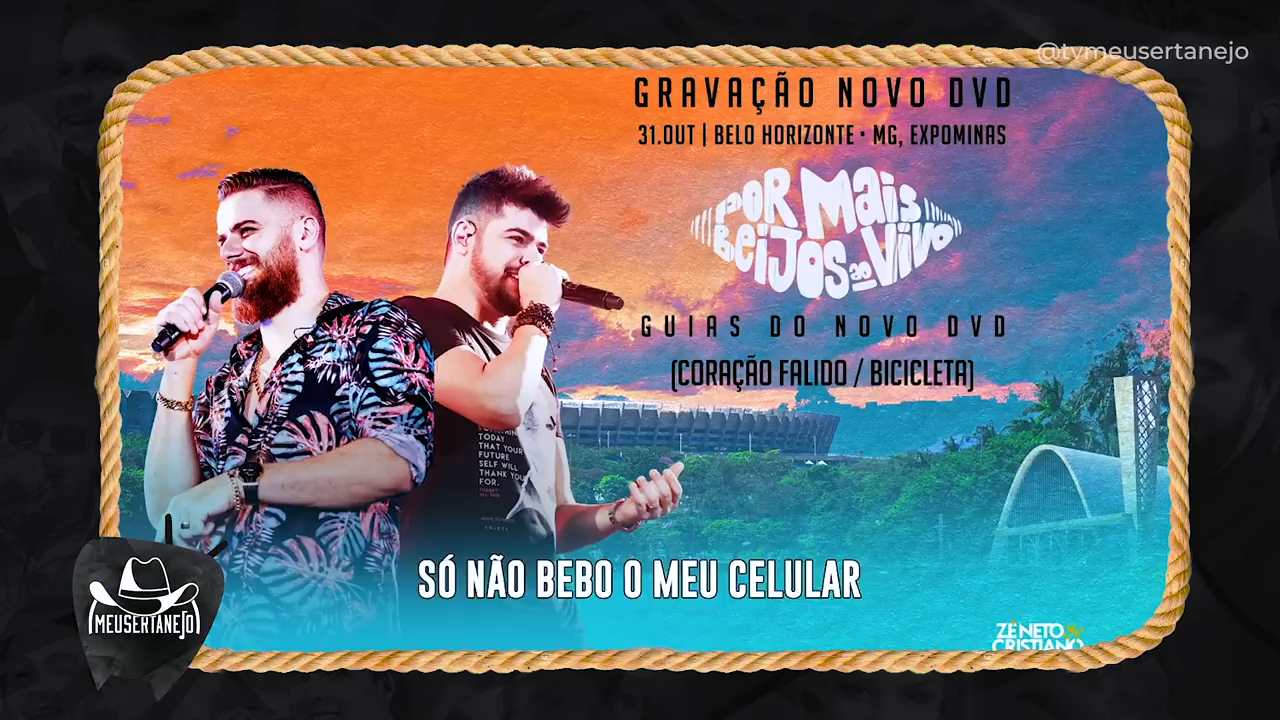 @tvmeusertanejo
GRAVAÇÃO NOVO DVD
31.OUT | BELO HORIZONTE • MG, EXPOMINAS
POR MAIS
BEIJOS AO VIVO
GUIAS DO NOVO DVD
(CORAÇÃO FALIDO / BICICLETA)
TODAY
THAT YOUR
FUTURE
SELF WILL
THANK YOU
FOR.
SÓ NÃO BEBO O MEU CELULAR
MEUSERTANEJO
ZÉ NETO &
CRISTIANO